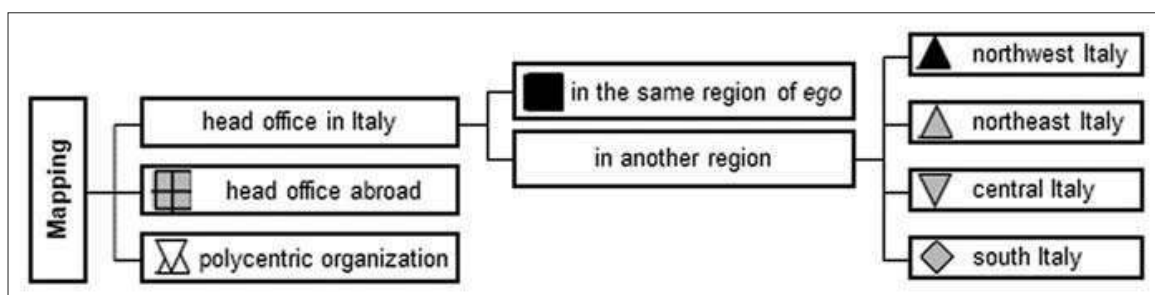 Mapping
head office in Italy
head office abroad
polycentric organization
in the same region of ego
in another region
northwest Italy
northeast Italy
central Italy
south Italy